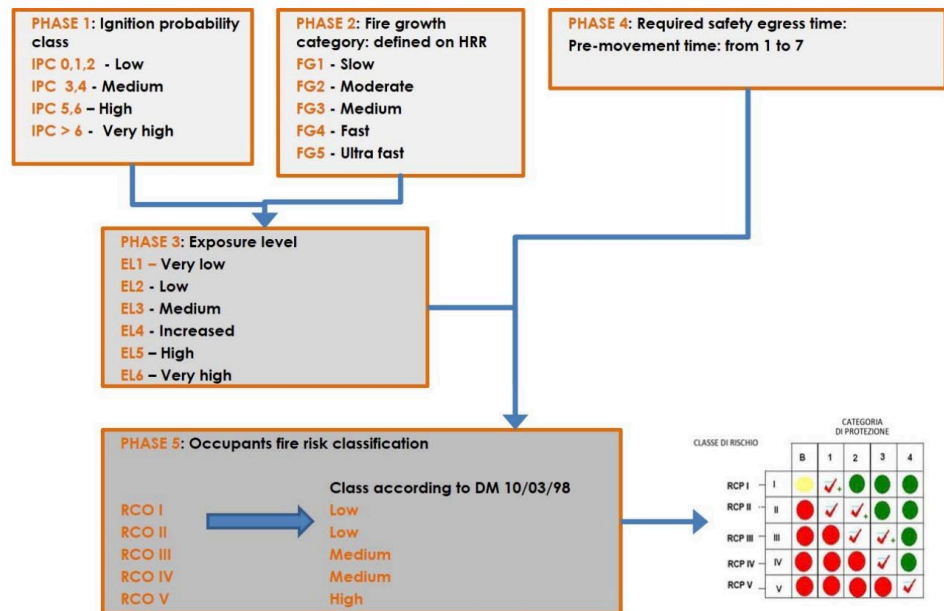 PHASE 1: Ignition probability
class
IPC 0,1,2 - Low
IPC 3,4 - Medium
IPC 5,6 – High
IPC > 6 - Very high
PHASE 2: Fire growth
category: defined on HRR
FG1 - Slow
FG2 - Moderate
FG3 - Medium
FG4 - Fast
FG5 - Ultra fast
PHASE 4: Required safety egress time:
Pre-movement time: from 1 to 7
PHASE 3: Exposure level
EL1 – Very low
EL2 - Low
EL3 - Medium
EL4 - Increased
EL5 – High
EL6 – Very high
PHASE 5: Occupants fire risk classification
Class according to DM 10/03/98
RCO I Low
RCO II Low
RCO III Medium
RCO IV Medium
RCO V High
CATEGORIA
DI PROTEZIONE
CLASSE DI RISCHIO
B 1 2 3 4
RCP I I +
RCP II II +
RCP III III +
RCP IV IV
RCP V V